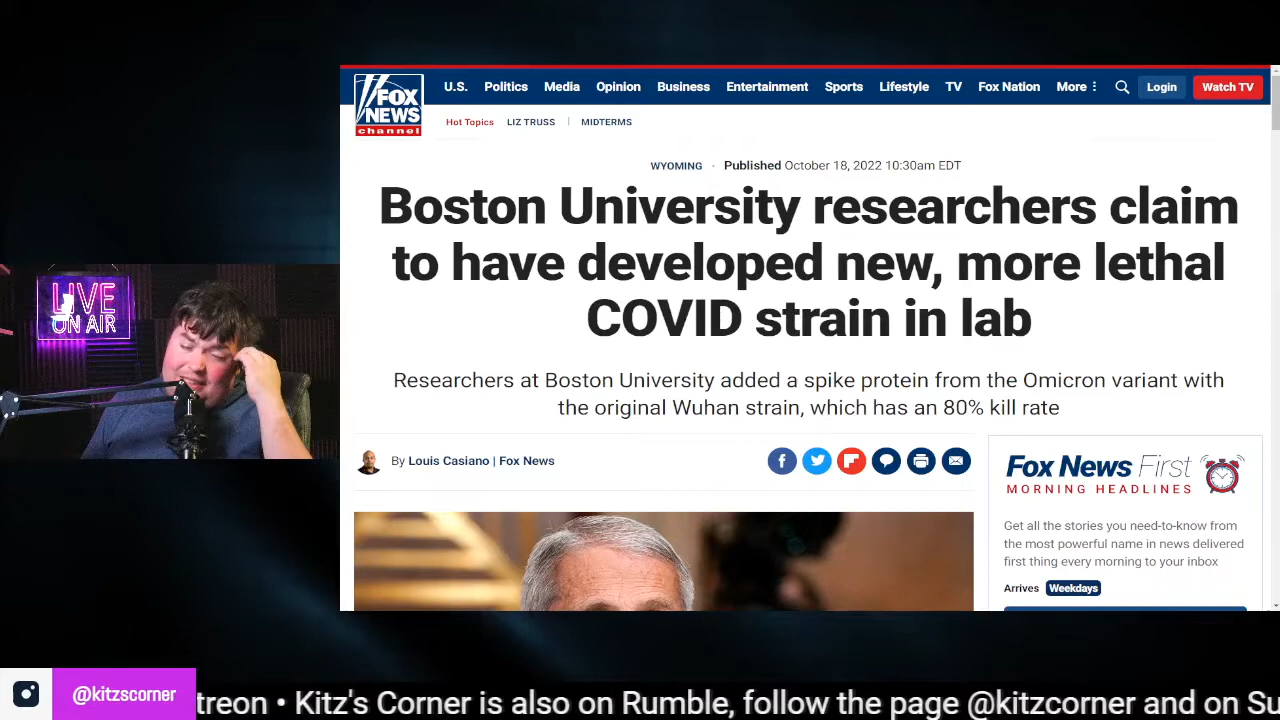 FOX
NEWS
channel
U.S. Politics Media Opinion Business Entertainment Sports Lifestyle TV Fox Nation More Login Watch TV
Hot Topics LIZ TRUSS MIDTERMS
WYOMING · Published October 18, 2022 10:30am EDT
Boston University researchers claim
to have developed new, more lethal
COVID strain in lab
Researchers at Boston University added a spike protein from the Omicron variant with
the original Wuhan strain, which has an 80% kill rate
By Louis Casiano | Fox News
Fox News First
MORNING HEADLINES
Get all the stories you need-to-know from
the most powerful name in news delivered
first thing every morning to your inbox
Arrives Weekdays
LIVE
ON AIR
@kitzscorner
treon • Kitz's Corner is also on Rumble, follow the page @kitzcorner and on Su